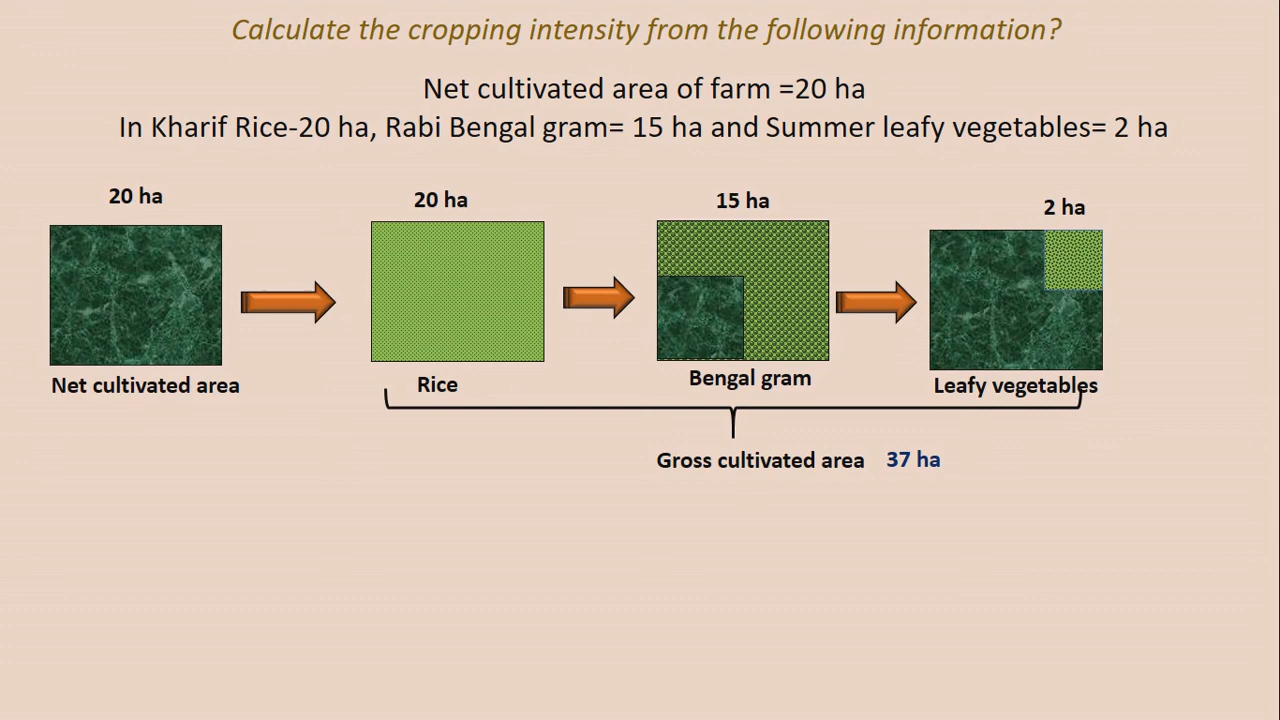 Calculate the cropping intensity from the following information?
Net cultivated area of farm =20 ha
In Kharif Rice-20 ha, Rabi Bengal gram= 15 ha and Summer leafy vegetables= 2 ha
20 ha
20 ha
15 ha
2 ha
Net cultivated area
Rice
Bengal gram
Leafy vegetables
Gross cultivated area 37 ha